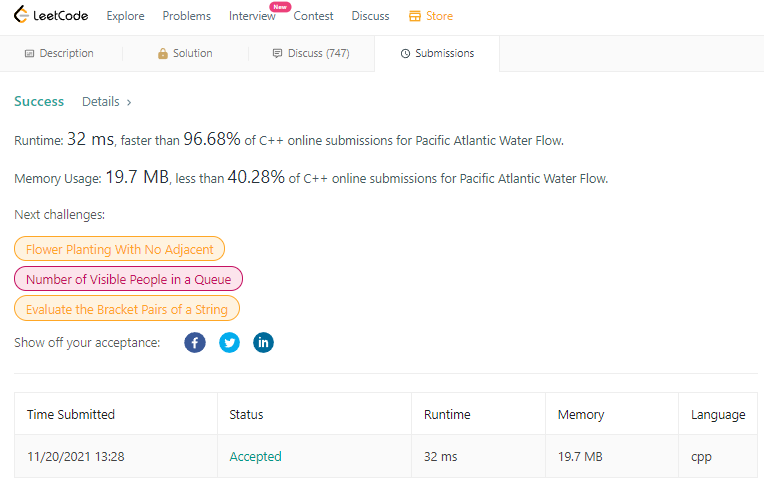 LeetCode Explore Problems Interview New Contest Discuss Store
Description Solution Discuss (747) Submissions
Success Details ›
Runtime: 32 ms, faster than 96.68% of C++ online submissions for Pacific Atlantic Water Flow.
Memory Usage: 19.7 MB, less than 40.28% of C++ online submissions for Pacific Atlantic Water Flow.
Next challenges:
Flower Planting With No Adjacent
Number of Visible People in a Queue
Evaluate the Bracket Pairs of a String
Show off your acceptance:
Time Submitted Status Runtime Memory Language
11/20/2021 13:28 Accepted 32 ms 19.7 MB cpp